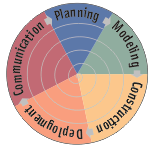 Communication
Planning
Modeling
Construction
Deployment